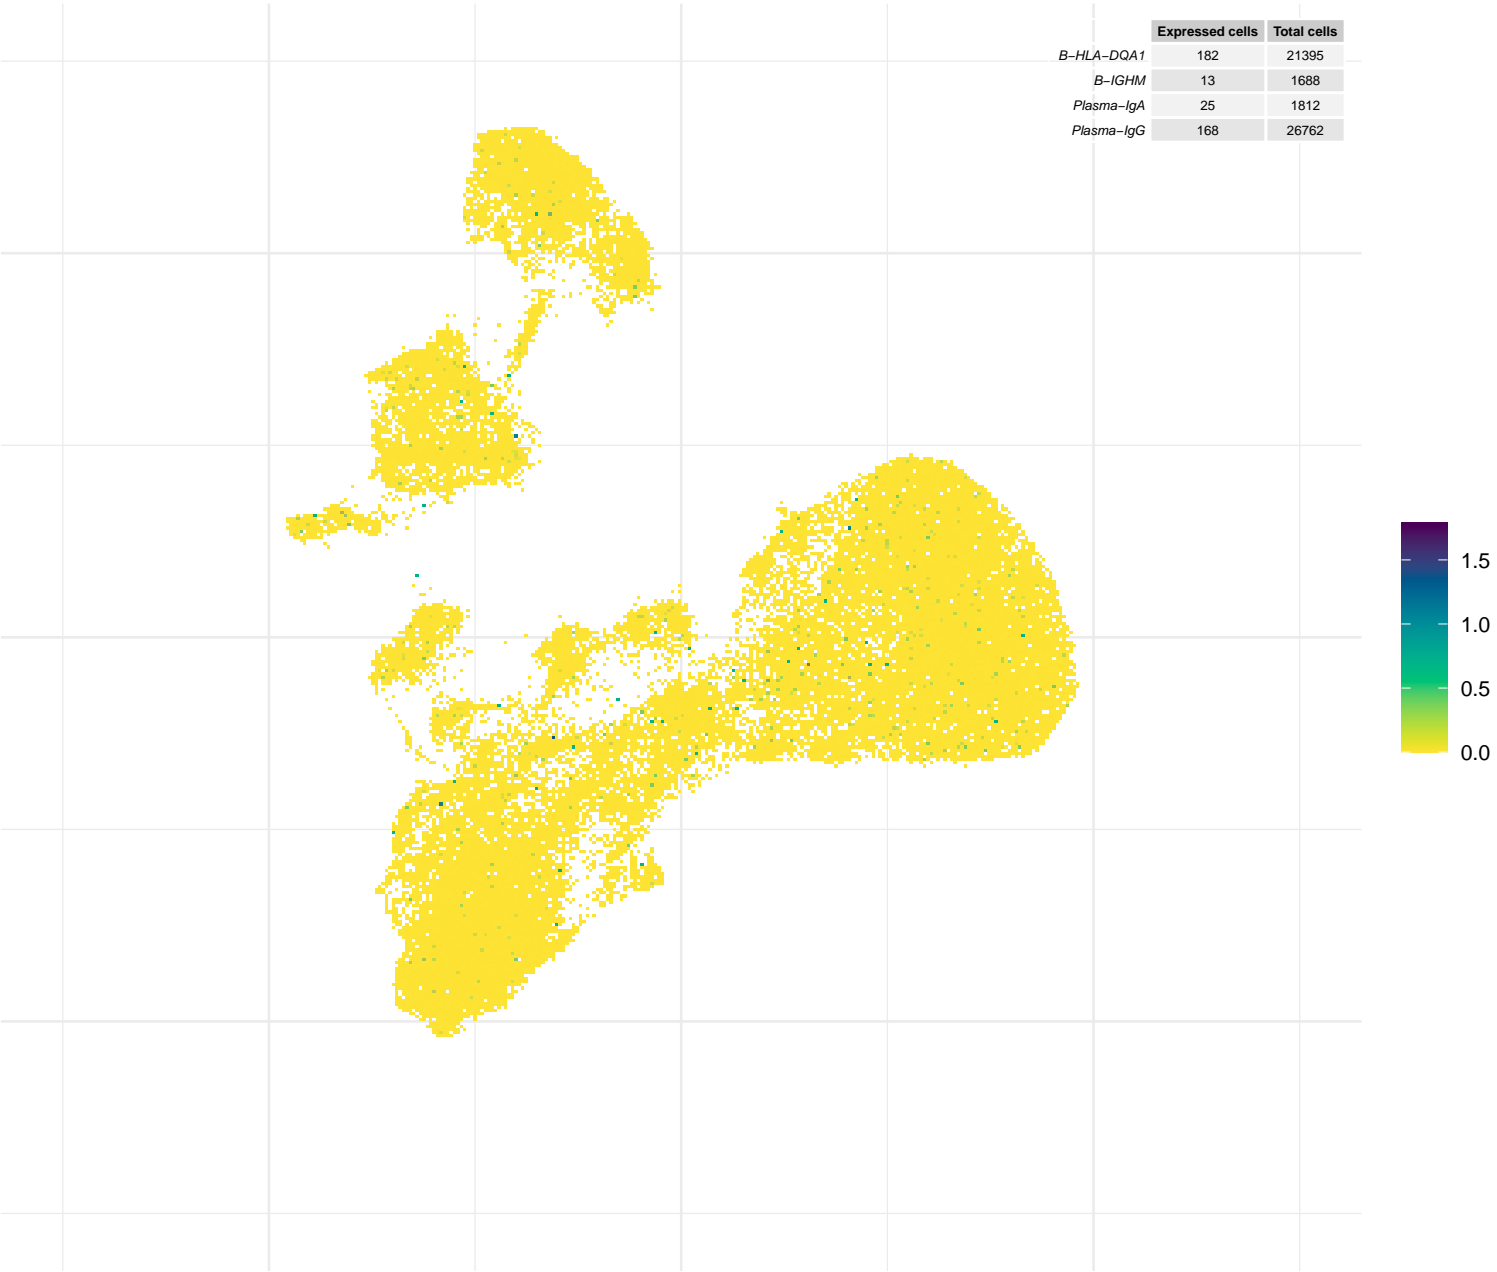 Expressed cells Total cells
B−HLA−DQA1 182 21395
B−IGHM 13 1688
Plasma−IgA 25 1812
Plasma−IgG 168 26762
1.5
1.0
0.5
0.0